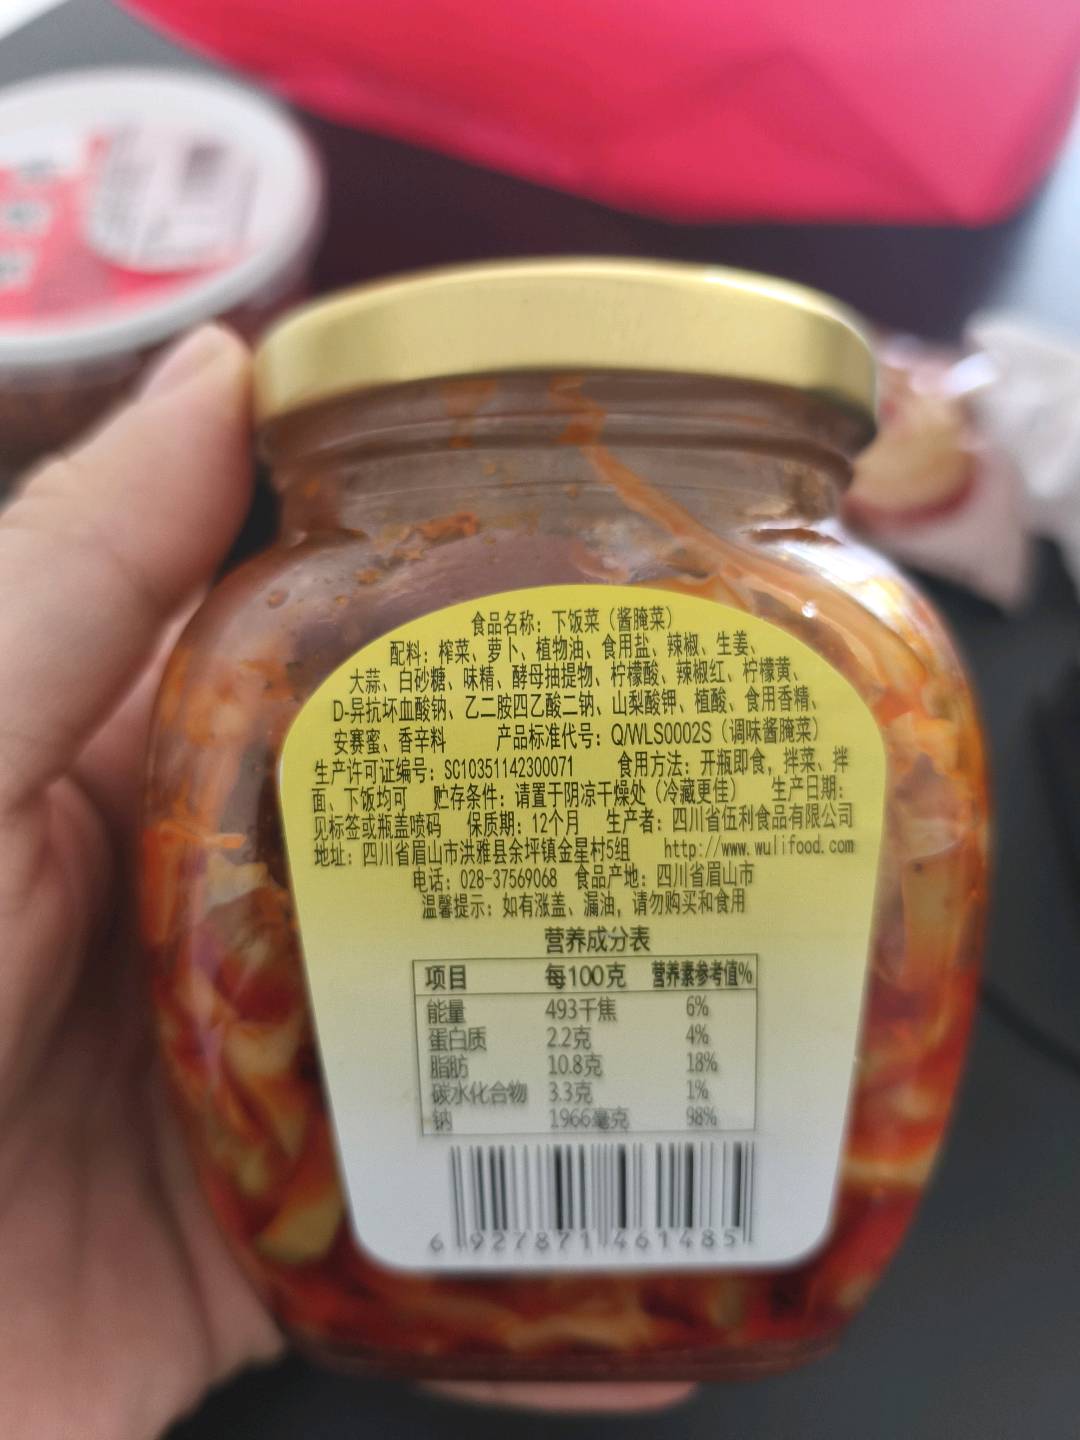 食品名称：下饭菜（酱腌菜）
配料：榨菜、萝卜、植物油、食用盐、辣椒、生姜、
大蒜、白砂糖、味精、酵母抽提物、柠檬酸、辣椒红、柠檬黄、
D-异抗坏血酸钠、乙二胺四乙酸二钠、山梨酸钾、植酸、食用香精、
安赛蜜、香辛料 产品标准代号：Q/WLS0002S（调味酱腌菜）
生产许可证编号：SC10351142300071 食用方法：开瓶即食，拌菜、拌
面、下饭均可 贮存条件：请置于阴凉干燥处（冷藏更佳） 生产日期：
见标签或瓶盖喷码 保质期：12个月 生产者：四川省伍利食品有限公司
地址：四川省眉山市洪雅县余坪镇金星村5组 http://www.wulifood.com
电话：028-37569068 食品产地：四川省眉山市
温馨提示：如有涨盖、漏油，请勿购买和食用
营养成分表
项目 每100克 营养素参考值%
能量 493千焦 6%
蛋白质 2.2克 4%
脂肪 10.8克 18%
碳水化合物 3.3克 1%
钠 1966毫克 98%
6 927871 461485